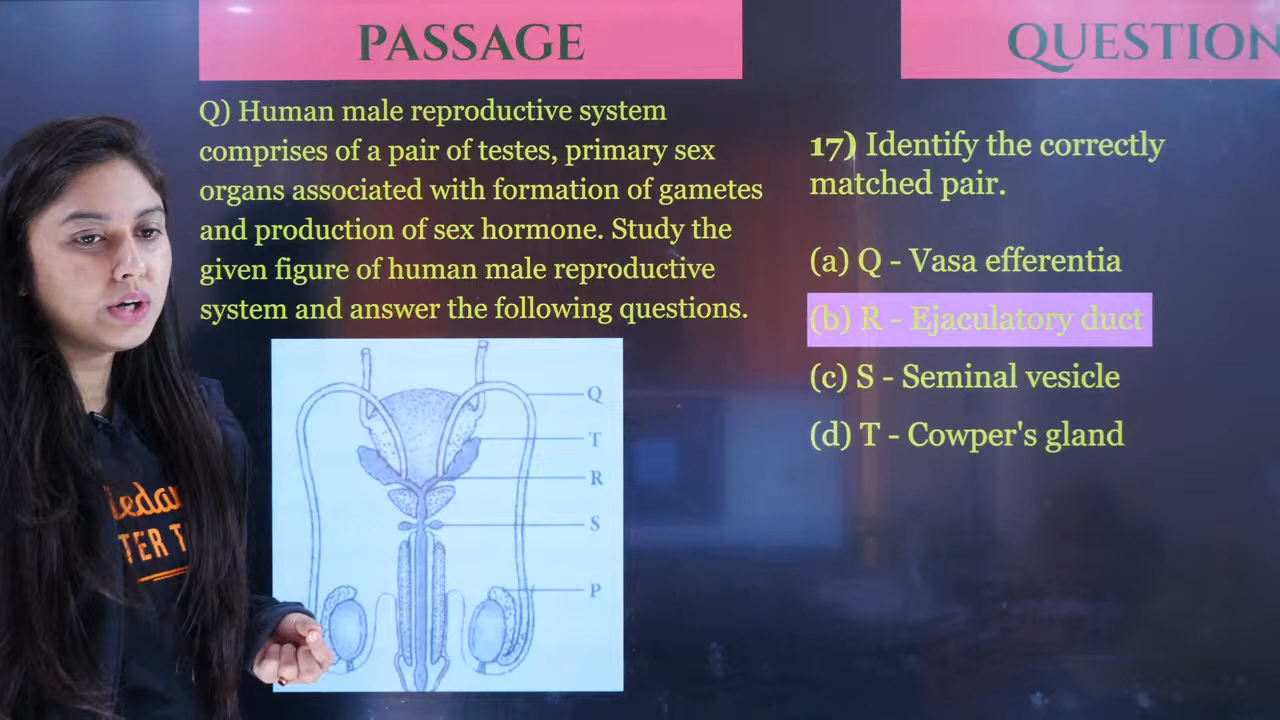 PASSAGE
Q) Human male reproductive system
comprises of a pair of testes, primary sex
organs associated with formation of gametes
and production of sex hormone. Study the
given figure of human male reproductive
system and answer the following questions.
Q
T
R
S
P
QUESTION
17) Identify the correctly
matched pair.
(a) Q - Vasa efferentia
(b) R - Ejaculatory duct
(c) S - Seminal vesicle
(d) T - Cowper's gland